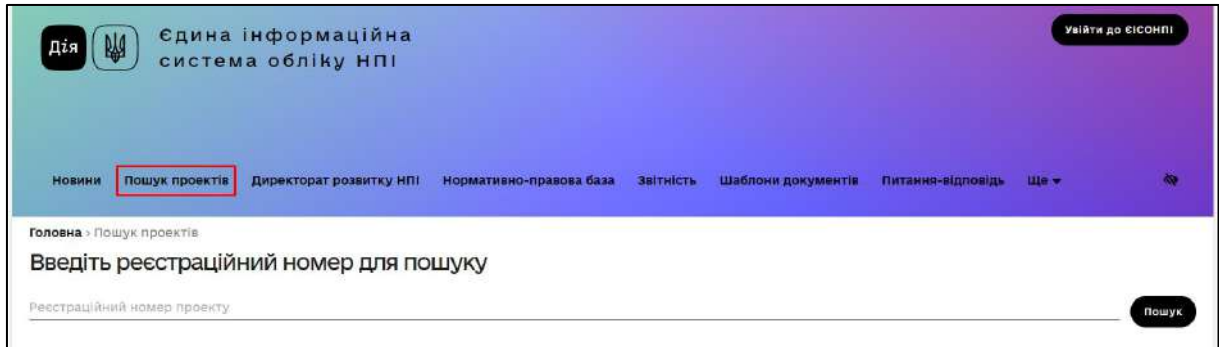 Дія
Єдина інформаційна
система обліку НПІ
Увійти до ЄІСОНПІ
Новини Пошук проектів Директорат розвитку НПІ Нормативно-правова база Звітність Шаблони документів Питання-відповідь Ще
Головна › Пошук проектів
Введіть реєстраційний номер для пошуку
Реєстраційний номер проекту
Пошук